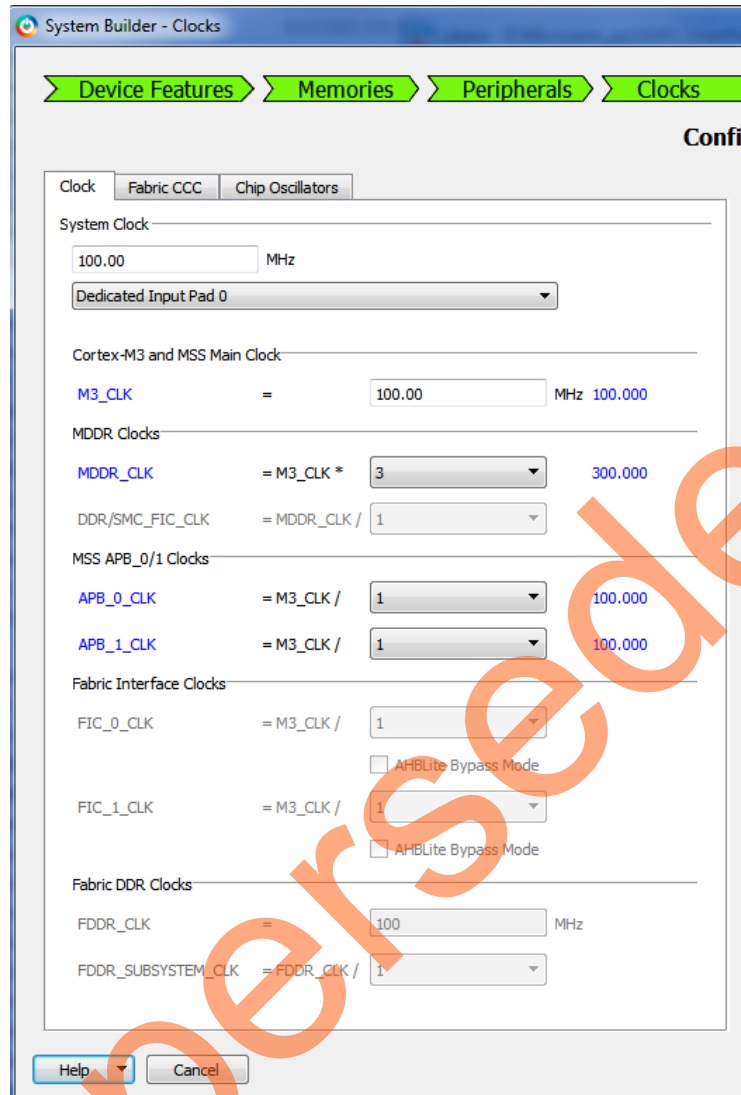 System Builder - Clocks
Device Features Memories Peripherals Clocks
Confi
Clock Fabric CCC Chip Oscillators
System Clock
100.00 MHz
Dedicated Input Pad 0
Cortex-M3 and MSS Main Clock
M3_CLK = 100.00 MHz 100.000
MDDR Clocks
MDDR_CLK = M3_CLK * 3 300.000
DDR/SMC_FIC_CLK = MDDR_CLK / 1
MSS APB_0/1 Clocks
APB_0_CLK = M3_CLK / 1 100.000
APB_1_CLK = M3_CLK / 1 100.000
Fabric Interface Clocks
FIC_0_CLK = M3_CLK / 1
AHBLite Bypass Mode
FIC_1_CLK = M3_CLK / 1
AHBLite Bypass Mode
Fabric DDR Clocks
FDDR_CLK = 100 MHz
FDDR_SUBSYSTEM_CLK = FDDR_CLK / 1
Help Cancel
persede